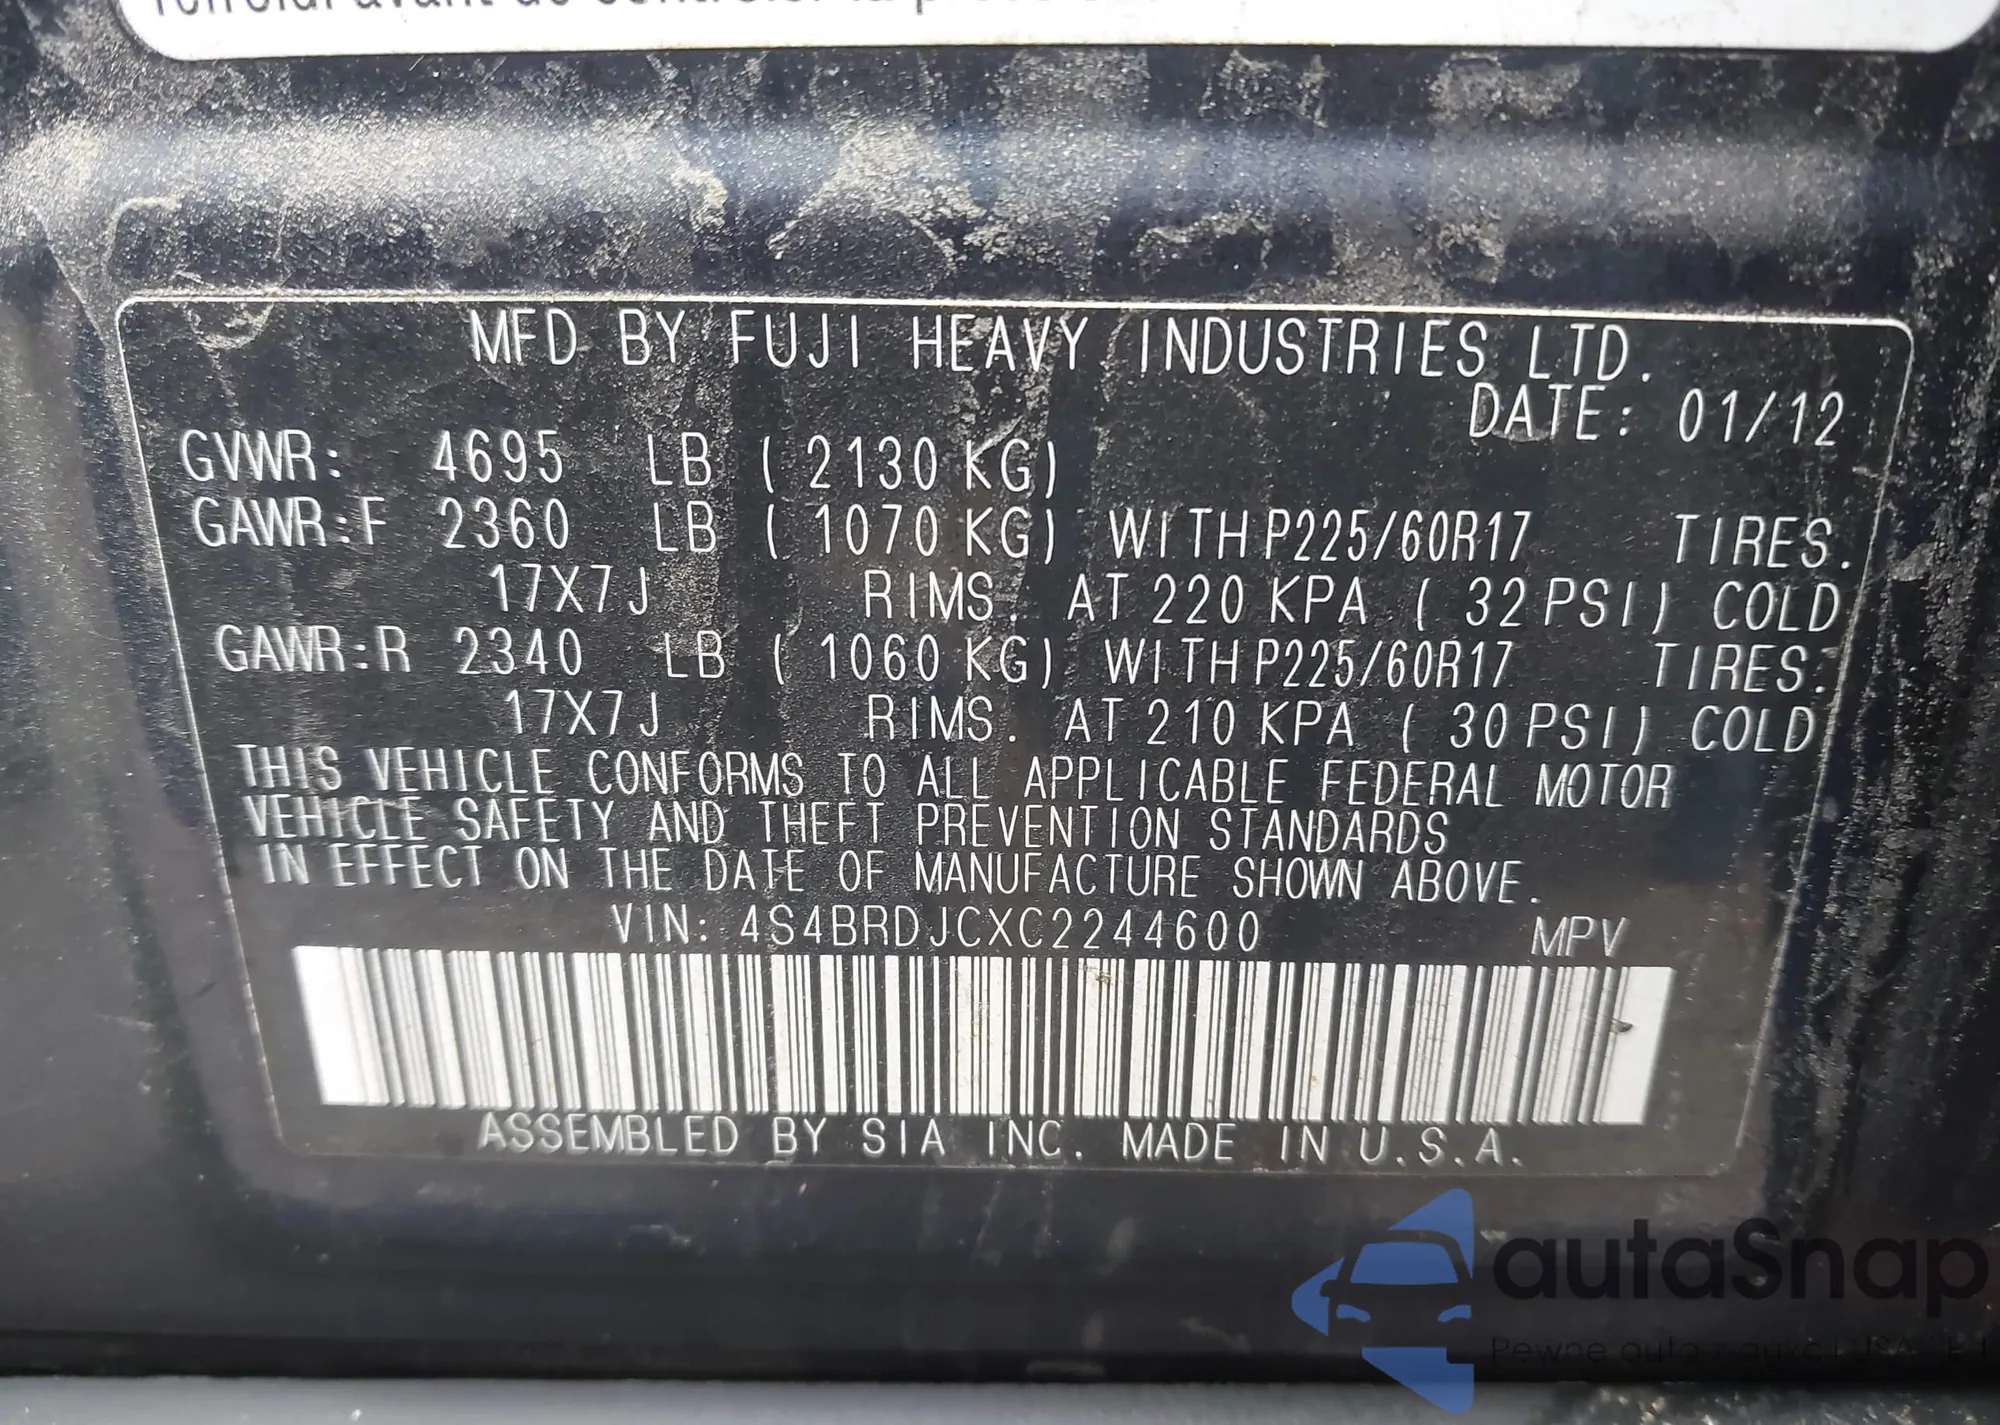 MFD BY FUJI HEAVY INDUSTRIES LTD.
DATE: 01/12
GVWR: 4695 LB ( 2130 KG)
GAWR:F 2360 LB ( 1070 KG) WITH P225/60R17 TIRES.
17X7J RIMS. AT 220 KPA ( 32 PSI) COLD
GAWR:R 2340 LB ( 1060 KG) WITH P225/60R17 TIRES.
17X7J RIMS. AT 210 KPA ( 30 PSI) COLD
THIS VEHICLE CONFORMS TO ALL APPLICABLE FEDERAL MOTOR
VEHICLE SAFETY AND THEFT PREVENTION STANDARDS
IN EFFECT ON THE DATE OF MANUFACTURE SHOWN ABOVE.
VIN: 4S4BRDJCXC2244600 MPV
ASSEMBLED BY SIA INC. MADE IN U.S.A.
autaSnap
Pewne auta z aukcji USA